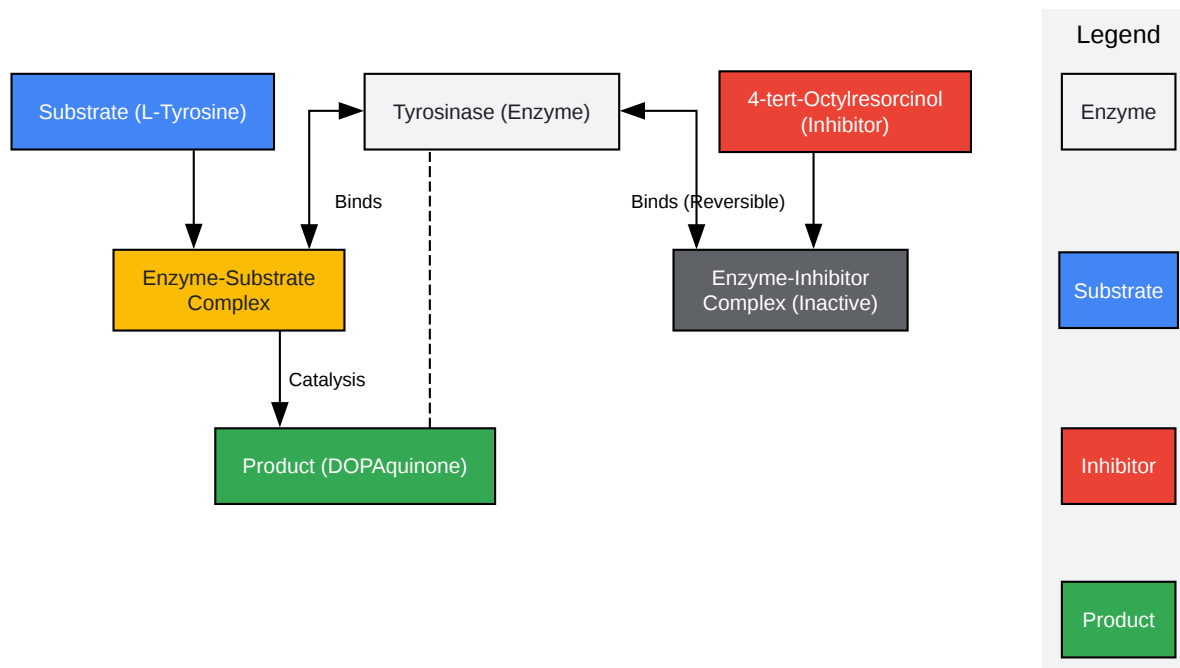 Legend
Substrate (L-Tyrosine)
Tyrosinase (Enzyme)
4-tert-Octylresorcinol
(Inhibitor)
Enzyme
Binds
Binds (Reversible)
Enzyme-Substrate
Complex
Enzyme-Inhibitor
Complex (Inactive)
Substrate
Catalysis
Product (DOPAquinone)
Inhibitor
Product